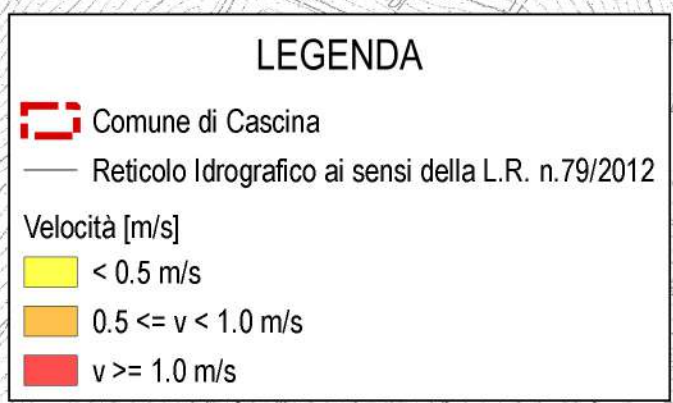 LEGENDA
Comune di Cascina
Reticolo Idrografico ai sensi della L.R. n.79/2012
Velocità [m/s]
< 0.5 m/s
0.5 <= v < 1.0 m/s
v >= 1.0 m/s